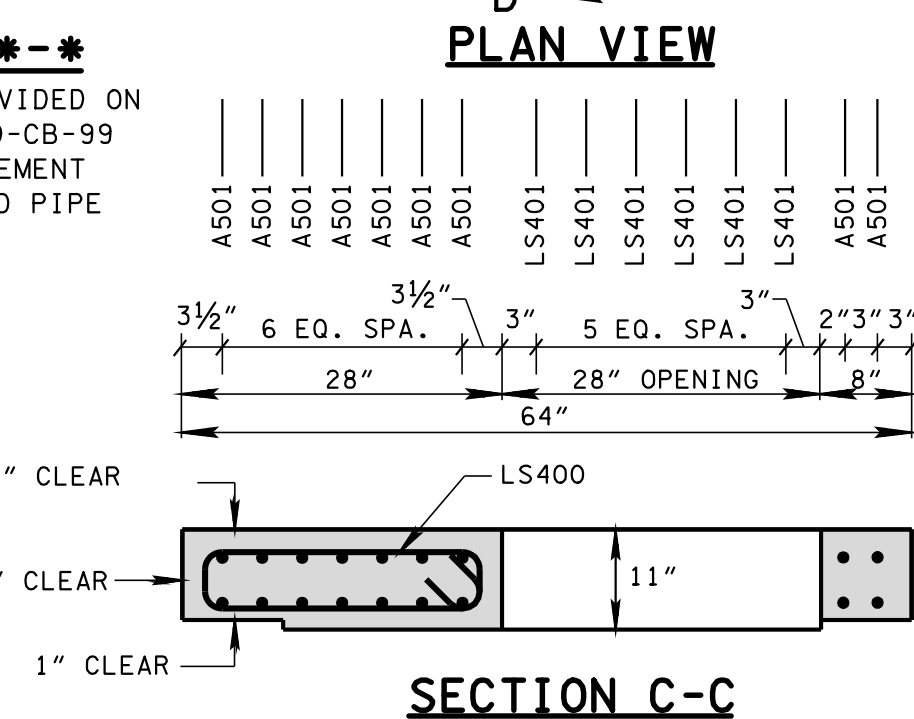 D
PLAN VIEW
*-*
VIDED ON
-CB-99
EMENT
PIPE
A501 A501 A501 A501 A501 A501 A501 LS401 LS401 LS401 LS401 LS401 LS401 A501 A501
3½" 6 EQ. SPA. 3½" 3" 5 EQ. SPA. 3" 2" 3" 3"
28" 28" OPENING 8"
64"
" CLEAR LS400
" CLEAR 11"
1" CLEAR
SECTION C-C